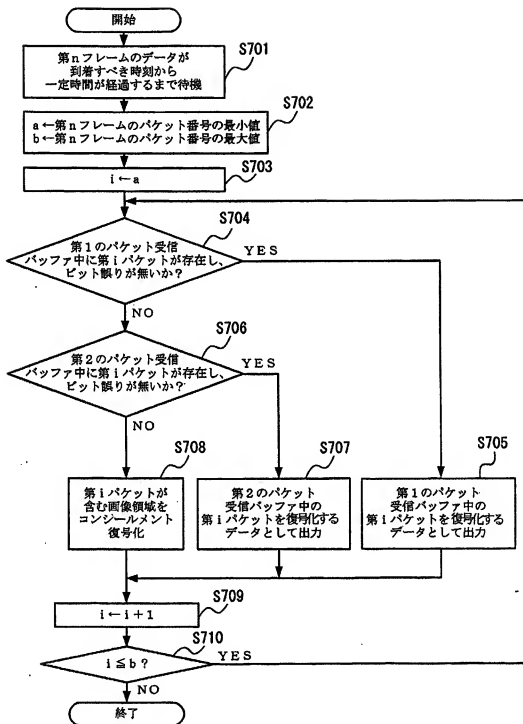 開始
S701
第nフレームのデータが
到着すべき時刻から
一定時間が経過するまで待機
S702
a←第nフレームのパケット番号の最小値
b←第nフレームのパケット番号の最大値
S703
i←a
S704
第1のパケット受信
バッファ中に第iパケットが存在し、
ビット誤りが無いか？
YES
NO
S706
第2のパケット受信
バッファ中に第iパケットが存在し、
ビット誤りが無いか？
YES
NO
S708
第iパケットが
含む画像領域を
コンシールメント
復号化
S707
第2のパケット
受信バッファ中の
第iパケットを復号化する
データとして出力
S705
第1のパケット
受信バッファ中の
第iパケットを復号化する
データとして出力
S709
i←i+1
S710
i≦b？
YES
NO
終了